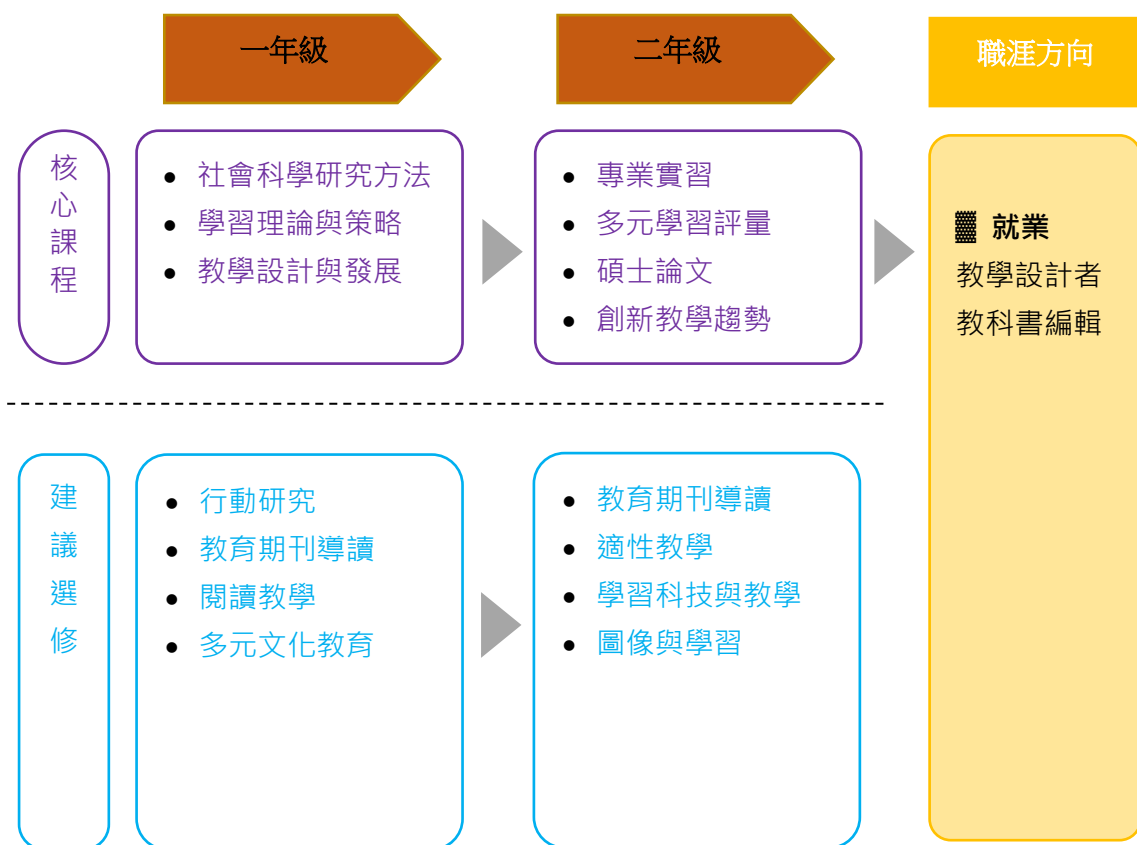 一年級
二年級
職涯方向
核心課程
社會科學研究方法
學習理論與策略
教學設計與發展
專業實習
多元學習評量
碩士論文
創新教學趨勢
▓ 就業
教學設計者
教科書編輯
建議選修
行動研究
教育期刊導讀
閱讀教學
多元文化教育
教育期刊導讀
適性教學
學習科技與教學
圖像與學習